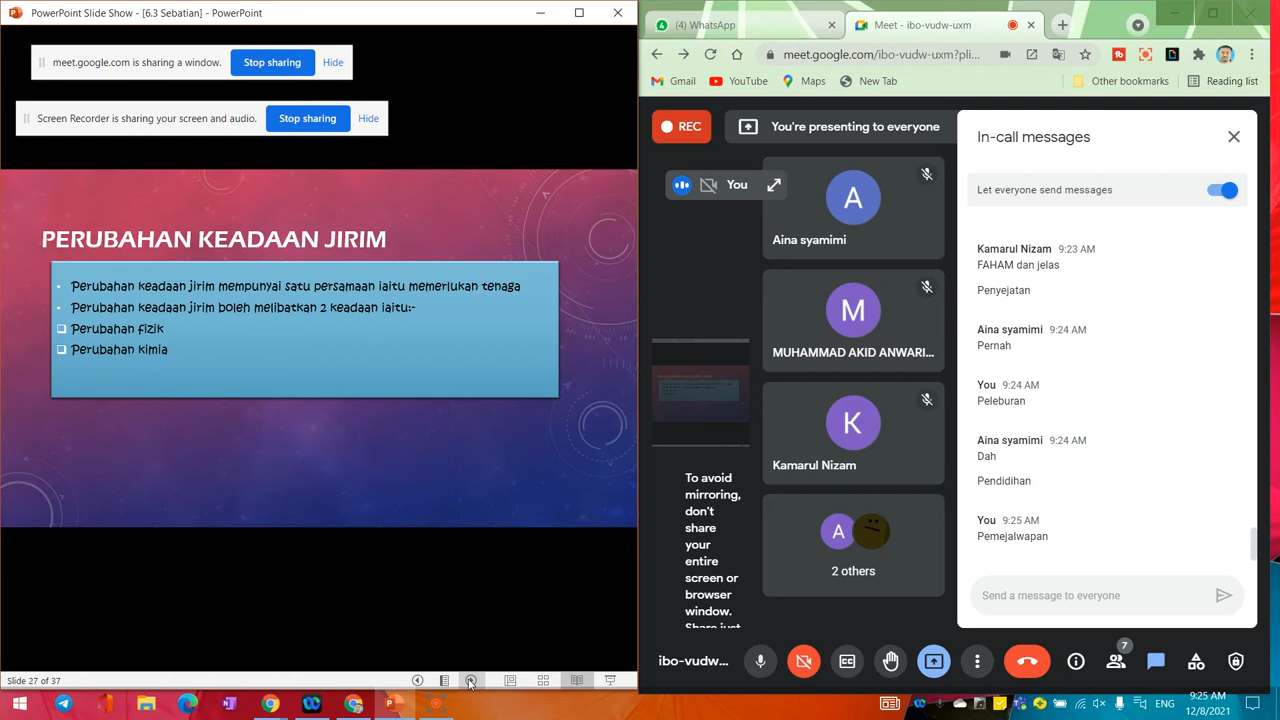 PowerPoint Slide Show - [6.3 Sebatian] - PowerPoint
meet.google.com is sharing a window.
Stop sharing
Hide
Screen Recorder is sharing your screen and audio.
Stop sharing
Hide
PERUBAHAN KEADAAN JIRIM
• Perubahan keadaan jirim mempunyai satu persamaan iaitu memerlukan tenaga
• Perubahan keadaan jirim boleh melibatkan 2 keadaan iaitu:-
❑ Perubahan fizik
❑ Perubahan kimia
Slide 27 of 37
(4) WhatsApp
Meet - ibo-vudw-uxm
meet.google.com/ibo-vudw-uxm?pli...
Gmail
YouTube
Maps
New Tab
Other bookmarks
Reading list
REC
You're presenting to everyone
You
A
Aina syamimi
M
MUHAMMAD AKID ANWARI...
K
Kamarul Nizam
A
2 others
To avoid
mirroring,
don't
share
your
entire
screen or
browser
window.
Share just
In-call messages
Let everyone send messages
Kamarul Nizam 9:23 AM
FAHAM dan jelas
Penyejatan
Aina syamimi 9:24 AM
Pernah
You 9:24 AM
Peleburan
Aina syamimi 9:24 AM
Dah
Pendidihan
You 9:25 AM
Pemejalwapan
Send a message to everyone
ibo-vudw...
7
9:25 AM
12/8/2021